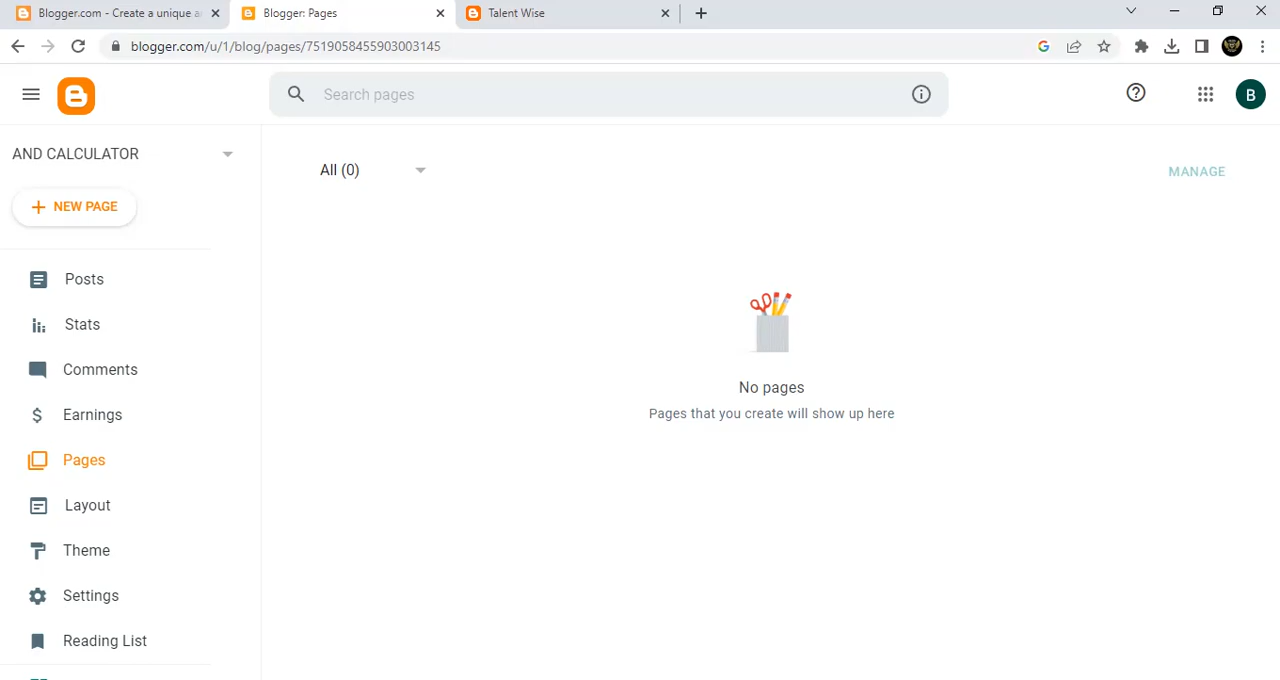 Blogger.com - Create a unique a
Blogger: Pages
Talent Wise
blogger.com/u/1/blog/pages/7519058455903003145
Search pages
B
AND CALCULATOR
All (0)
MANAGE
NEW PAGE
Posts
Stats
Comments
Earnings
Pages
Layout
Theme
Settings
Reading List
No pages
Pages that you create will show up here